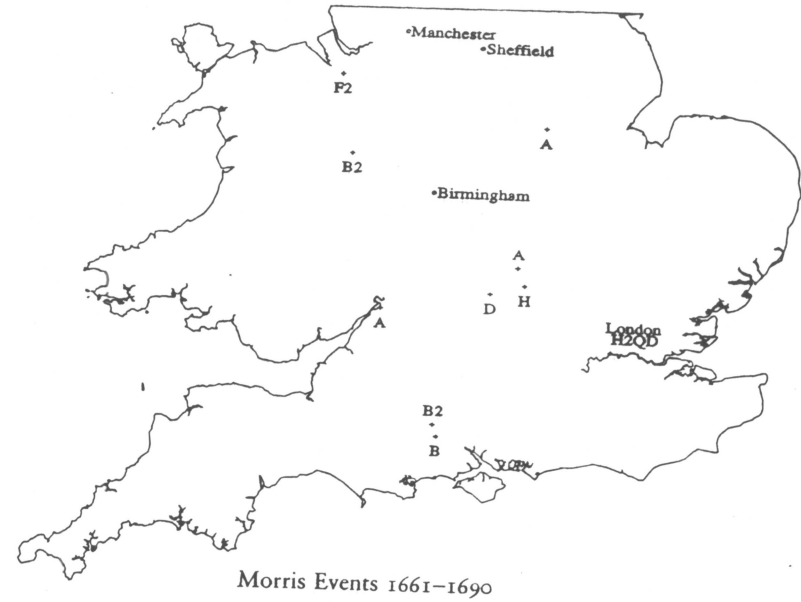 Manchester
Sheffield
F2
A
B2
Birmingham
A
D
H
A
London
H2QD
B2
B
Morris Events 1661–1690